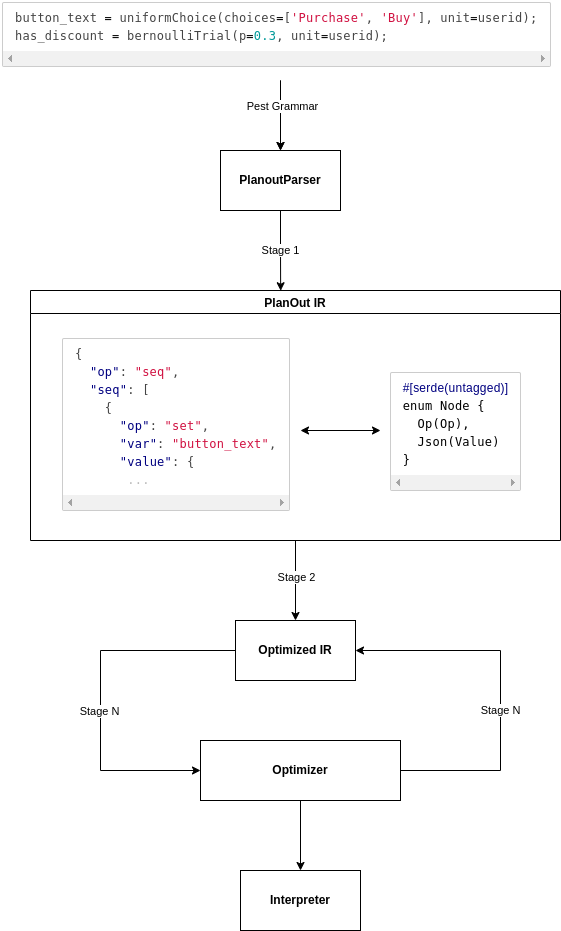 button_text = uniformChoice(choices=['Purchase', 'Buy'], unit=userid);
has_discount = bernoulliTrial(p=0.3, unit=userid);
Pest Grammar
PlanoutParser
Stage 1
PlanOut IR
{
"op": "seq",
"seq": [
{
"op": "set",
"var": "button_text",
"value": {
...
#[serde(untagged)]
enum Node {
Op(Op),
Json(Value)
}
Stage 2
Optimized IR
Stage N
Stage N
Optimizer
Interpreter